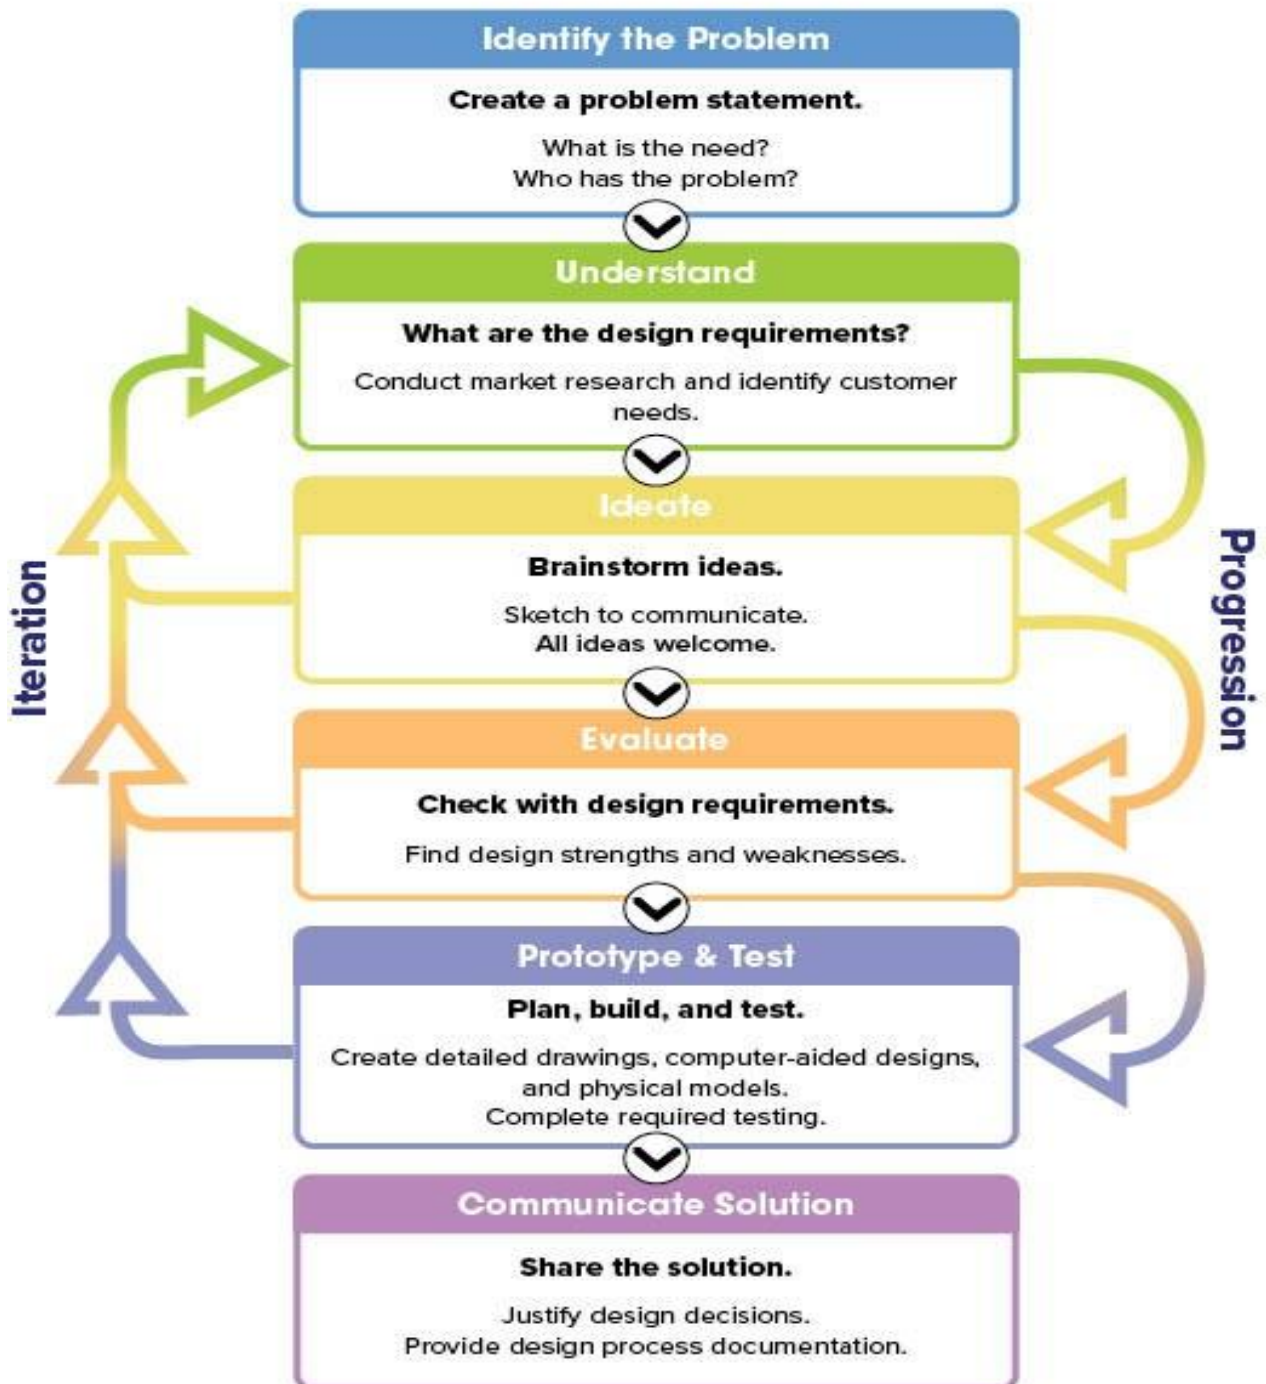 Identify the Problem
Create a problem statement.
What is the need?
Who has the problem?
Understand
What are the design requirements?
Conduct market research and identify customer
needs.
Ideate
Brainstorm ideas.
Sketch to communicate.
All ideas welcome.
Iteration
Progression
Evaluate
Check with design requirements.
Find design strengths and weaknesses.
Prototype & Test
Plan, build, and test.
Create detailed drawings, computer-aided designs,
and physical models.
Complete required testing.
Communicate Solution
Share the solution.
Justify design decisions.
Provide design process documentation.